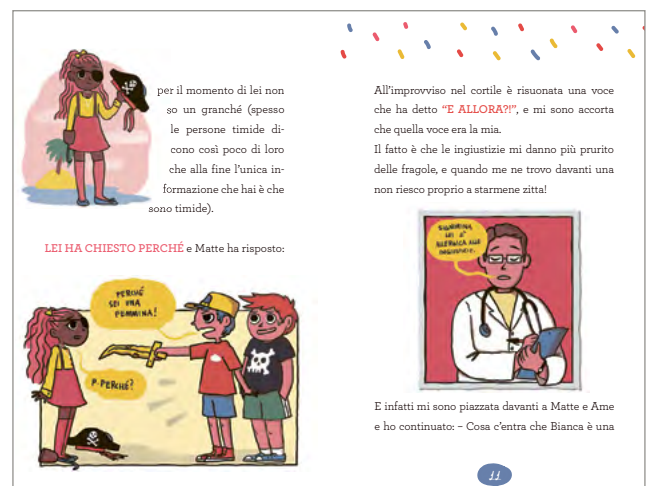 per il momento di lei non
so un granché (spesso
le persone timide di-
cono così poco di loro
che alla fine l'unica in-
formazione che hai è che
sono timide).
LEI HA CHIESTO PERCHÉ e Matte ha risposto:
PERCHÉ
SEI UNA
FEMMINA!
P-PERCHÉ?
All'improvviso nel cortile è risuonata una voce
che ha detto "E ALLORA?!", e mi sono accorta
che quella voce era la mia.
Il fatto è che le ingiustizie mi danno più prurito
delle fragole, e quando me ne trovo davanti una
non riesco proprio a starmene zitta!
SIGNORINA,
LEI È
ALLERGICA ALLE
INGIUSTIZIE.
E infatti mi sono piazzata davanti a Matte e Ame
e ho continuato: – Cosa c'entra che Bianca è una
11